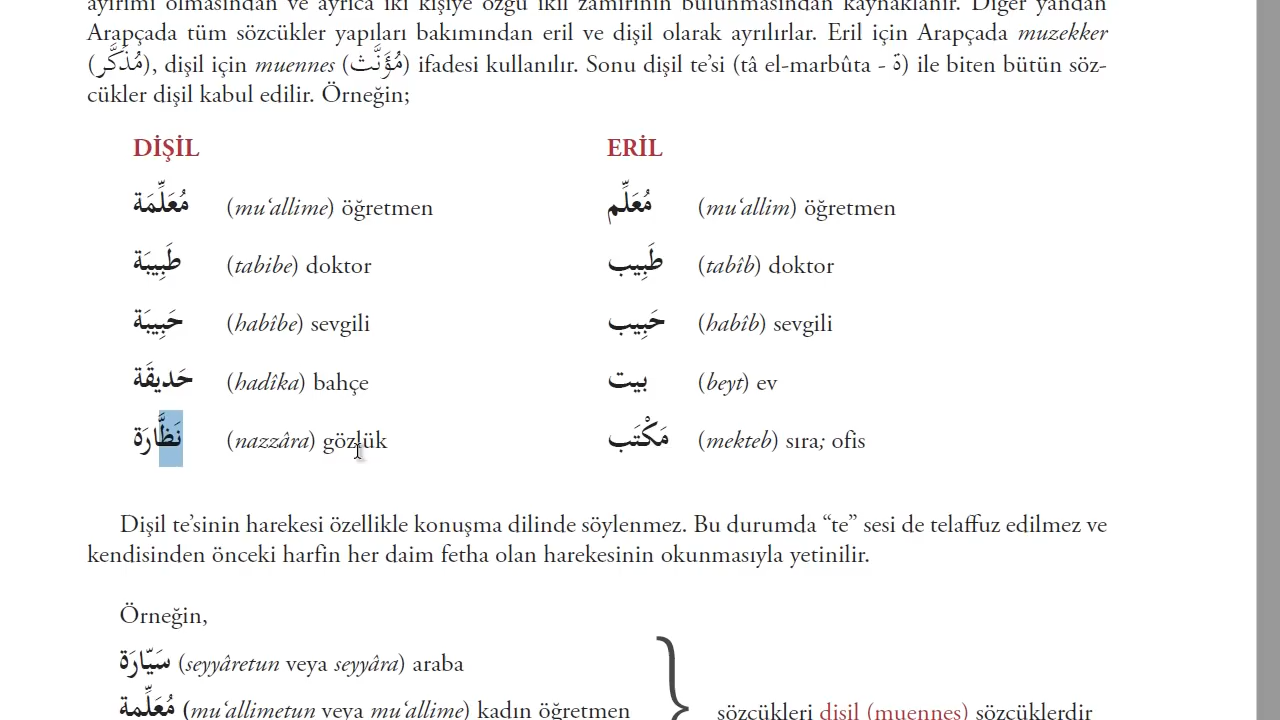 ayırımı olmasından ve ayrıca iki kişiye özgü ikil zamirinin bulunmasından kaynaklanır. Diğer yandan
Arapçada tüm sözcükler yapıları bakımından eril ve dişil olarak ayrılırlar. Eril için Arapçada muzekker
(مُذَكَّر), dişil için muennes (مُؤَنَّث) ifadesi kullanılır. Sonu dişil te’si (tâ el-marbûta - ة) ile biten bütün söz-
cükler dişil kabul edilir. Örneğin;
DİŞİL ERİL
مُعَلِّمَة (mu‘allime) öğretmen مُعَلِّم (mu‘allim) öğretmen
طَبِيبَة (tabibe) doktor طَبِيب (tabîb) doktor
حَبِيبَة (habîbe) sevgili حَبِيب (habîb) sevgili
حَديقَة (hadîka) bahçe بيت (beyt) ev
نَظَّارَة (nazzâra) gözlük مَكْتَب (mekteb) sıra; ofis
Dişil te’sinin harekesi özellikle konuşma dilinde söylenmez. Bu durumda “te” sesi de telaffuz edilmez ve
kendisinden önceki harfin her daim fetha olan harekesinin okunmasıyla yetinilir.
Örneğin,
سَيّارَة (seyyâretun veya seyyâra) araba
مُعَلِّمة (mu‘allimetun veya mu‘allime) kadın öğretmen
sözcükleri dişil (muennes) sözcüklerdir